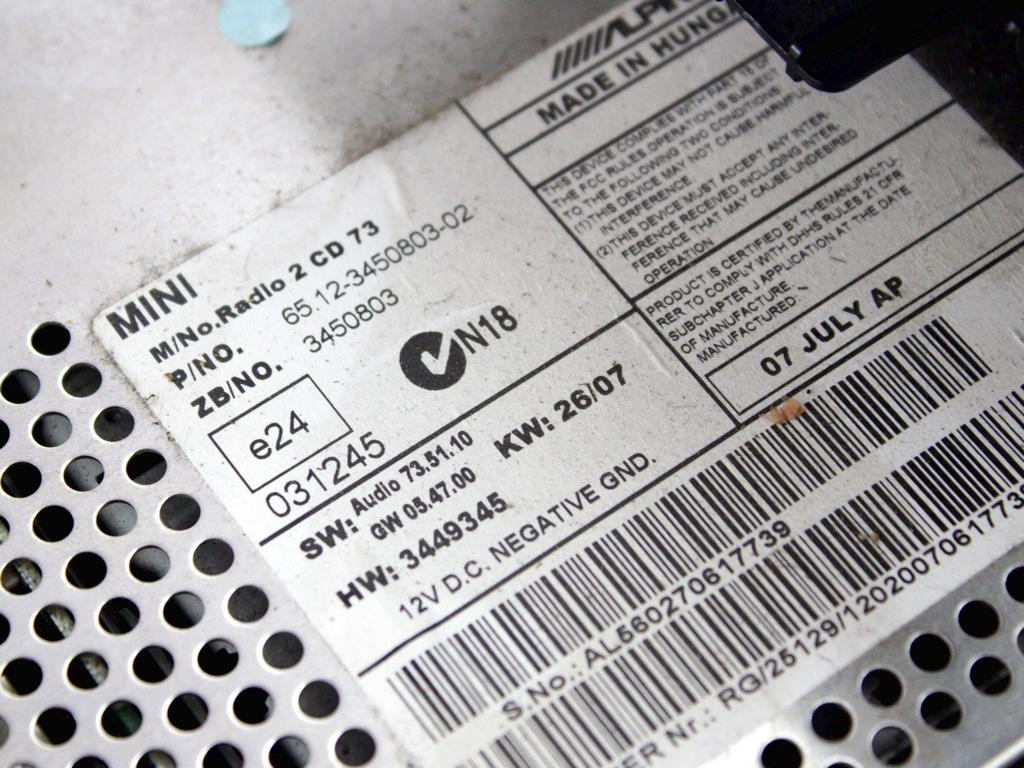 MINI
M/No.Radio 2 CD 73
P/NO. 65.12-3450803-02
ZB/NO. 3450803
e24
031245
N18
SW: Audio 73.51.10
GW 05.47.00
KW: 26/07
HW: 3449345
12V D.C. NEGATIVE GND.
MADE IN
THIS DEVICE COMPLIES WITH PART 15 OF
THE FCC RULES.OPERATION IS SUBJECT
TO THE FOLLOWING TWO CONDITIONS
(1)THIS DEVICE MAY NOT CAUSE
INTERFERENCE
(2)THIS DEVICE MUST ACCEPT ANY INTER-
FERENCE RECEIVED INCLUDING INTER-
FERENCE THAT MAY CAUSE UNDESIRED
OPERATION
PRODUCT IS CERTIFIED BY THEMANUFACTU-
RER TO COMPLY WITH DHHS RULES 21 CFR
SUBCHAPTER J APPLICATION AT THE DATE
OF MANUFACTURE.
MANUFACTURED:
07 JULY AP
S.No.: AL560270617739
ER Nr.: RG/25129/12020070617739